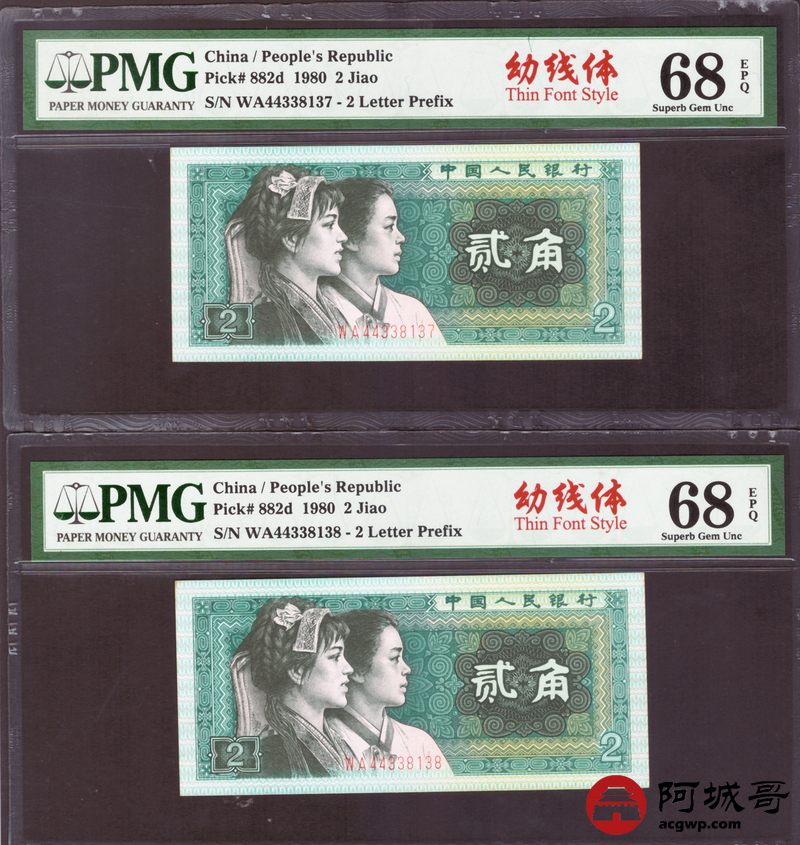 PMG
PAPER MONEY GUARANTY
China / People's Republic
Pick# 882d 1980 2 Jiao
S/N WA44338137 - 2 Letter Prefix
幼线体
Thin Font Style
68
EPQ
Superb Gem Unc
中国人民银行
贰角
2
WA44338137
2
PMG
PAPER MONEY GUARANTY
China / People's Republic
Pick# 882d 1980 2 Jiao
S/N WA44338138 - 2 Letter Prefix
幼线体
Thin Font Style
68
EPQ
Superb Gem Unc
中国人民银行
贰角
2
WA44338138
2
阿城哥
acgwp.com